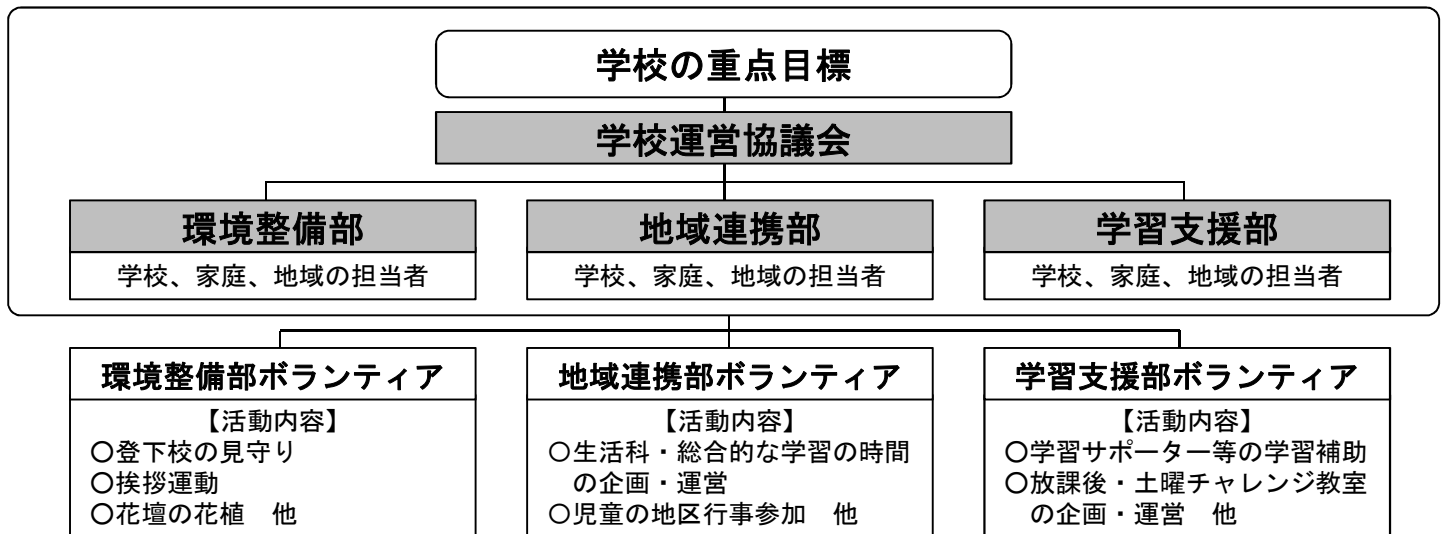 学校の重点目標
学校運営協議会
環境整備部
学校、家庭、地域の担当者
地域連携部
学校、家庭、地域の担当者
学習支援部
学校、家庭、地域の担当者
環境整備部ボランティア
【活動内容】
〇登下校の見守り
〇挨拶運動
〇花壇の花植　他
地域連携部ボランティア
【活動内容】
〇生活科・総合的な学習の時間
の企画・運営
〇児童の地区行事参加　他
学習支援部ボランティア
【活動内容】
〇学習サポーター等の学習補助
〇放課後・土曜チャレンジ教室
の企画・運営　他